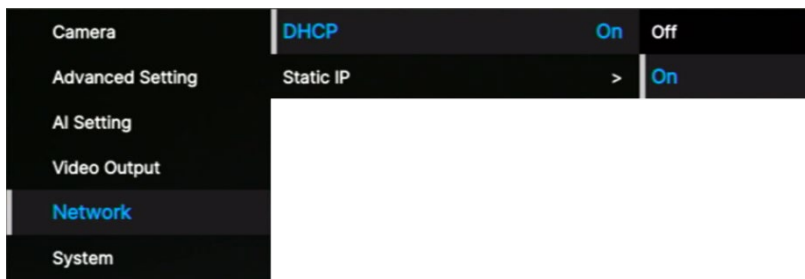 Camera
DHCP On Off
Advanced Setting Static IP > On
AI Setting
Video Output
Network
System